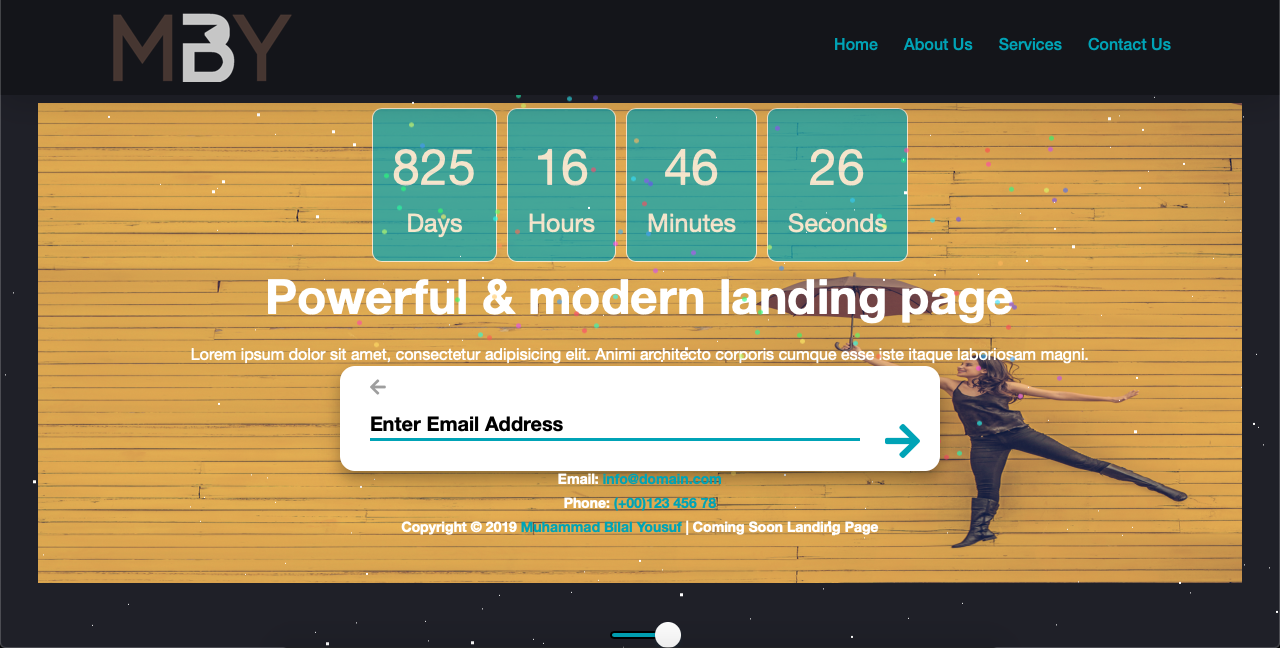 MBY
Home About Us Services Contact Us
825 16 46 26
Days Hours Minutes Seconds
Powerful & modern landing page
Lorem ipsum dolor sit amet, consectetur adipisicing elit. Animi architecto corporis cumque esse iste itaque laboriosam magni.
Enter Email Address
Email: info@domain.com
Phone: (+00)123 456 78
Copyright © 2019 Muhammad Bilal Yousuf | Coming Soon Landing Page